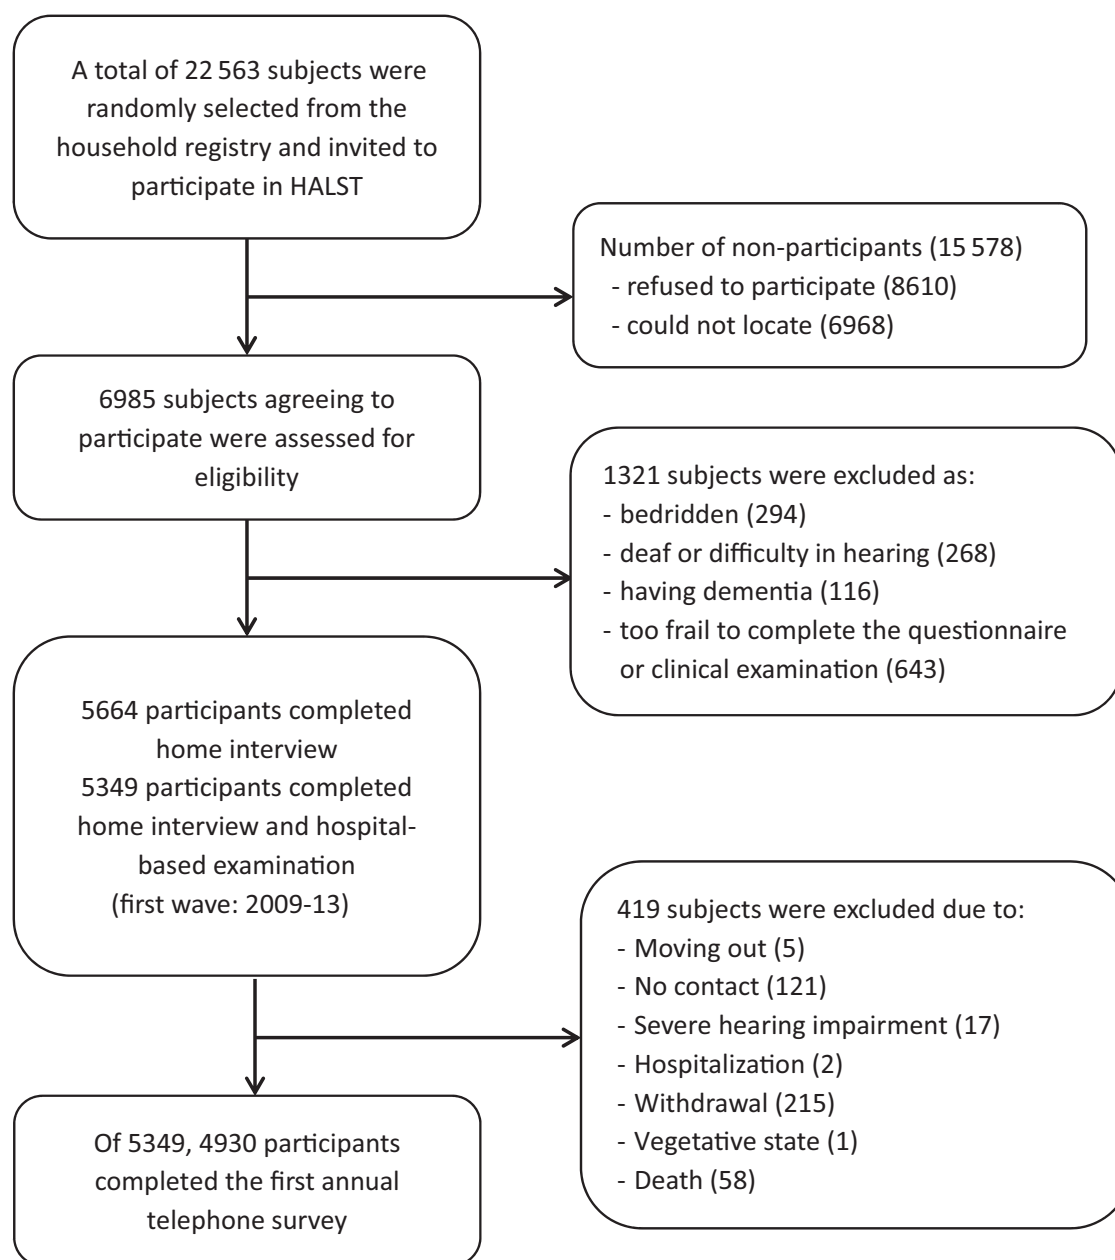 A total of 22 563 subjects were
randomly selected from the
household registry and invited to
participate in HALST
Number of non-participants (15 578)
- refused to participate (8610)
- could not locate (6968)
6985 subjects agreeing to
participate were assessed for
eligibility
1321 subjects were excluded as:
- bedridden (294)
- deaf or difficulty in hearing (268)
- having dementia (116)
- too frail to complete the questionnaire
or clinical examination (643)
5664 participants completed
home interview
5349 participants completed
home interview and hospital-
based examination
(first wave: 2009-13)
419 subjects were excluded due to:
- Moving out (5)
- No contact (121)
- Severe hearing impairment (17)
- Hospitalization (2)
- Withdrawal (215)
- Vegetative state (1)
- Death (58)
Of 5349, 4930 participants
completed the first annual
telephone survey